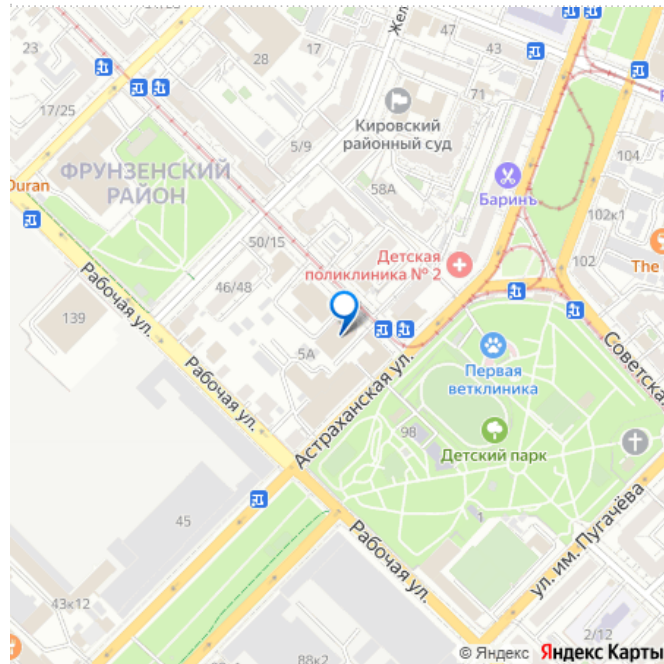 23
28
17
47
43
Жел
71
17/25
Кировский
районный суд
5/9
ФРУНЗЕНСКИЙ
РАЙОН
Duran
58А
Баринъ
104
102к1
50/15
Детская
поликлиника № 2
102
The
46/48
Рабочая ул.
139
5А
Первая
ветклиника
Советская
Рабочая ул.
Астраханская ул.
98
Детский парк
45
1
Рабочая ул.
ул. им. Пугачёва
43к12
2/12
88к2
© Яндекс Яндекс Карты